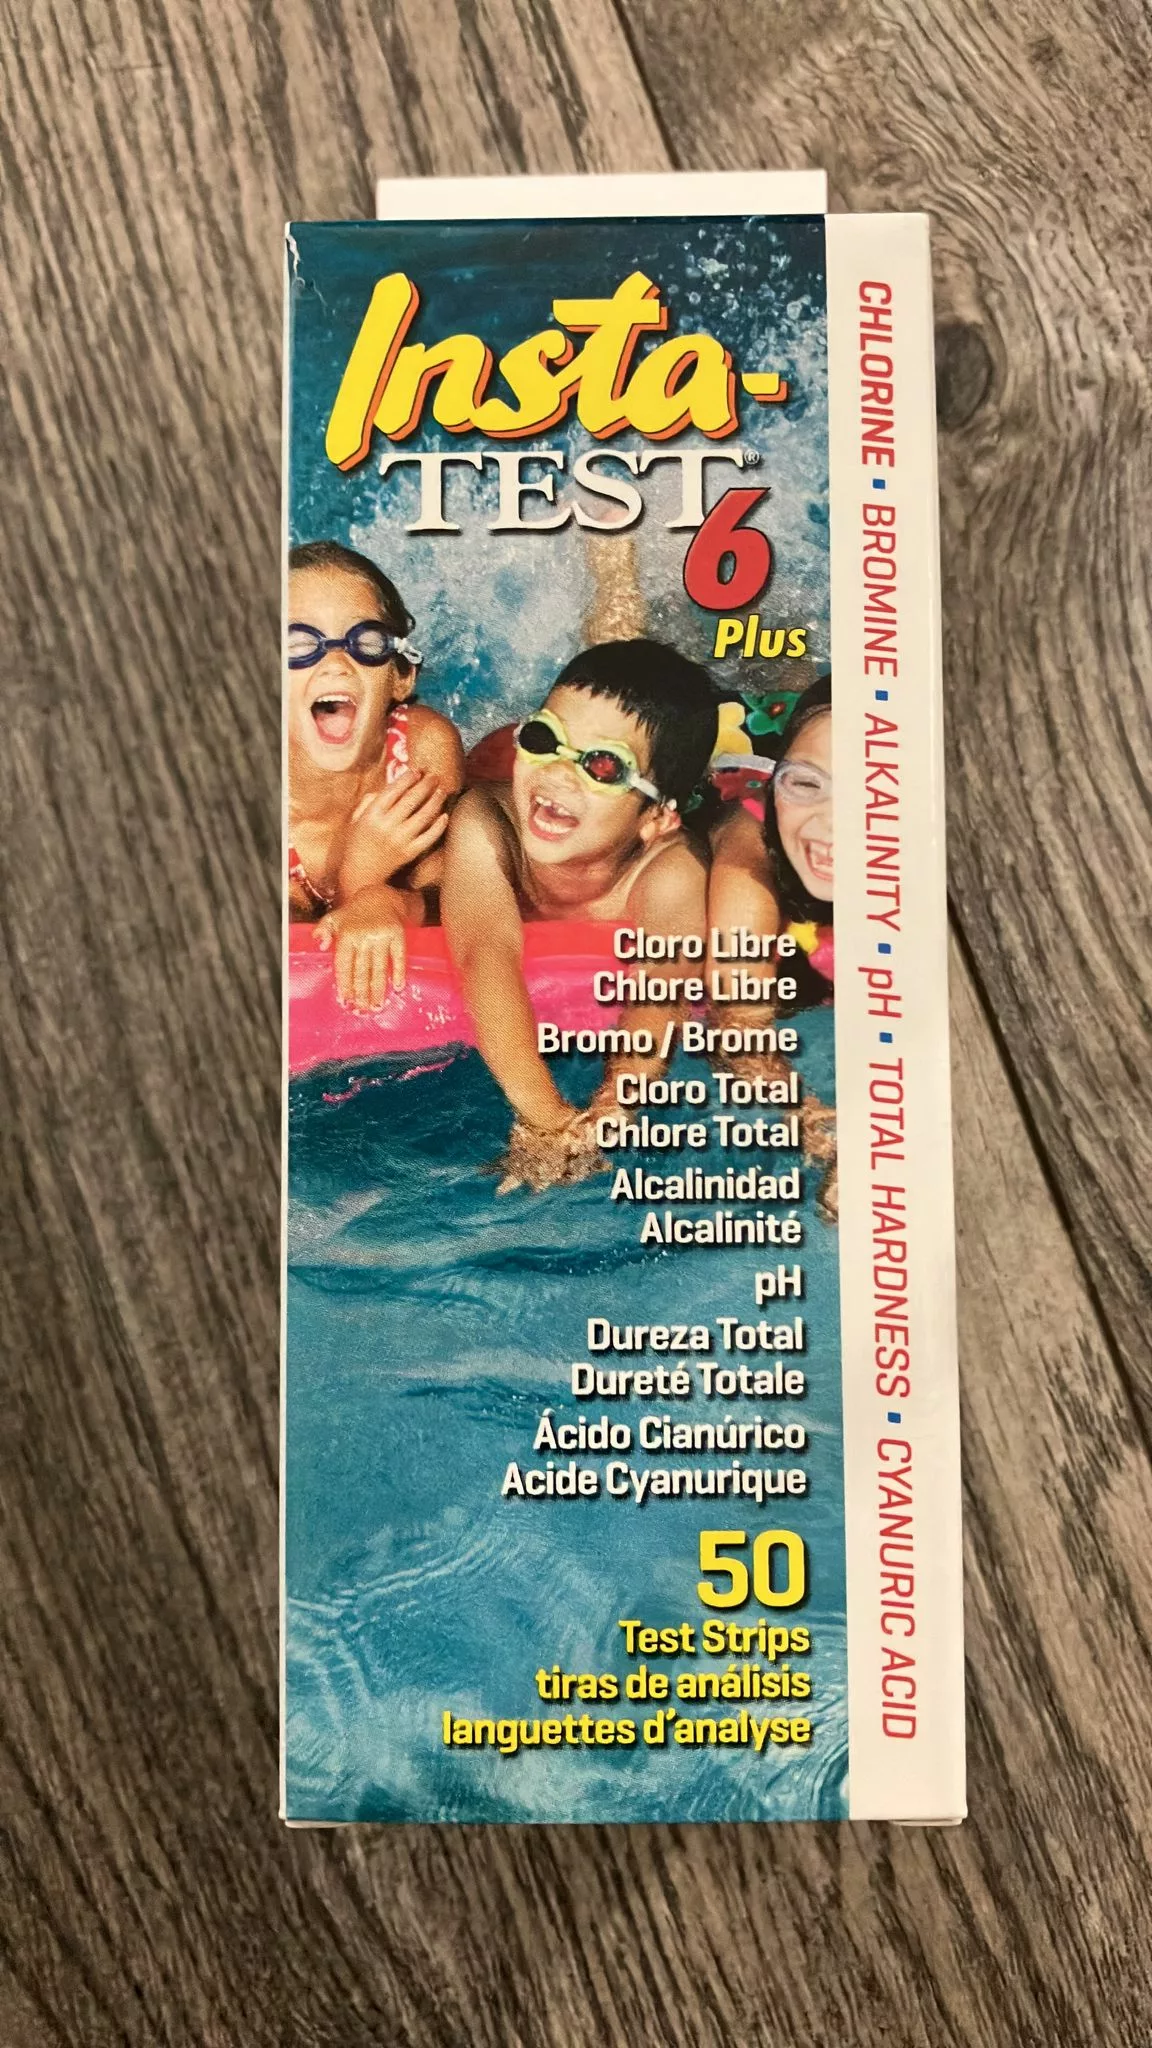 Insta-
TEST®
6
Plus
Cloro Libre
Chlore Libre
Bromo / Brome
Cloro Total
Chlore Total
Alcalinidad
Alcalinité
pH
Dureza Total
Dureté Totale
Ácido Cianúrico
Acide Cyanurique
50
Test Strips
tiras de análisis
languettes d'analyse
CHLORINE ▪ BROMINE ▪ ALKALINITY ▪ pH ▪ TOTAL HARDNESS ▪ CYANURIC ACID